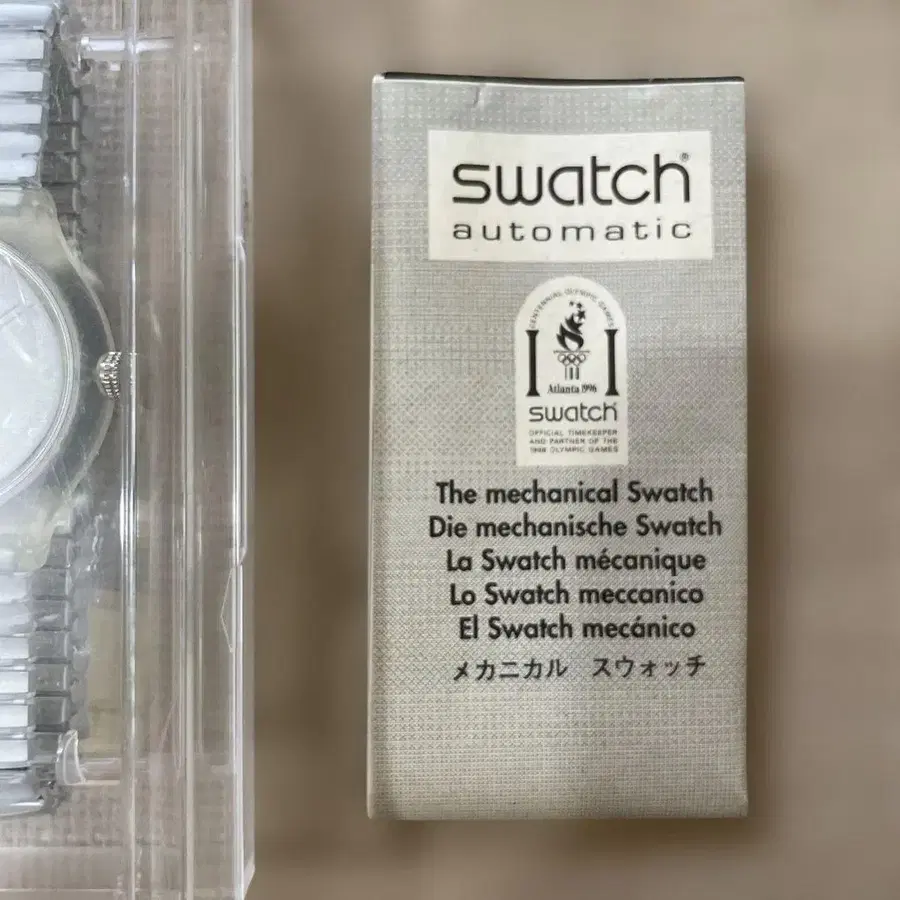 swatch®
automatic
CENTENNIAL OLYMPIC GAMES
Atlanta 1996
swatch
OFFICIAL TIMEKEEPER
AND PARTNER OF THE
1996 OLYMPIC GAMES
The mechanical Swatch
Die mechanische Swatch
La Swatch mécanique
Lo Swatch meccanico
El Swatch mecánico
メカニカル スウォッチ